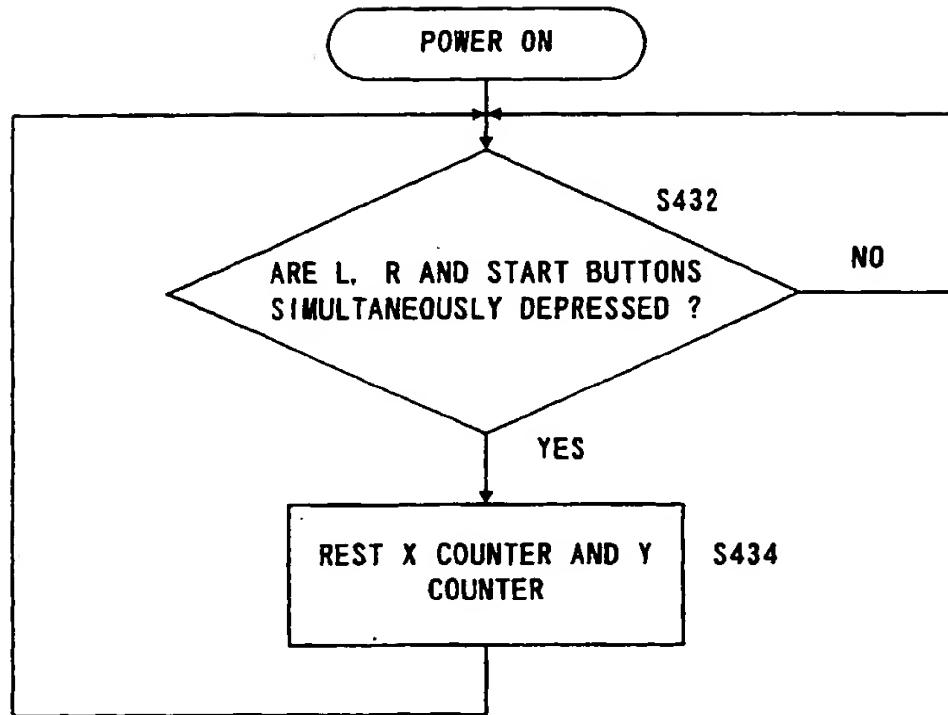 POWER ON
S432
ARE L, R AND START BUTTONS
SIMULTANEOUSLY DEPRESSED ?
NO
YES
REST X COUNTER AND Y
COUNTER
S434